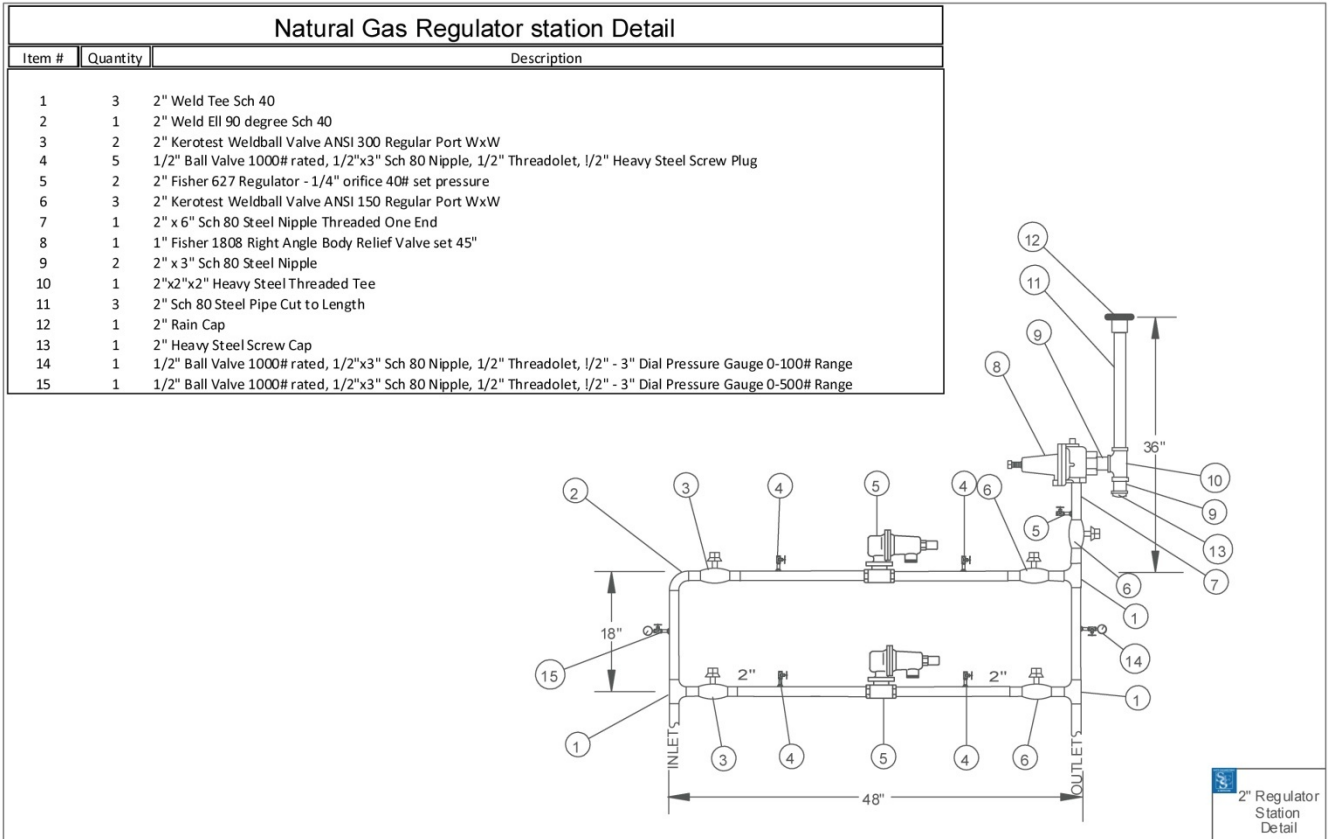 Natural Gas Regulator station Detail
Item # Quantity Description
1 3 2" Weld Tee Sch 40
2 1 2" Weld Ell 90 degree Sch 40
3 2 2" Kerotest Weldball Valve ANSI 300 Regular Port WxW
4 5 1/2" Ball Valve 1000# rated, 1/2"x3" Sch 80 Nipple, 1/2" Threadolet, !/2" Heavy Steel Screw Plug
5 2 2" Fisher 627 Regulator - 1/4" orifice 40# set pressure
6 3 2" Kerotest Weldball Valve ANSI 150 Regular Port WxW
7 1 2" x 6" Sch 80 Steel Nipple Threaded One End
8 1 1" Fisher 1808 Right Angle Body Relief Valve set 45"
9 2 2" x 3" Sch 80 Steel Nipple
10 1 2"x2"x2" Heavy Steel Threaded Tee
11 3 2" Sch 80 Steel Pipe Cut to Length
12 1 2" Rain Cap
13 1 2" Heavy Steel Screw Cap
14 1 1/2" Ball Valve 1000# rated, 1/2"x3" Sch 80 Nipple, 1/2" Threadolet, !/2" - 3" Dial Pressure Gauge 0-100# Range
15 1 1/2" Ball Valve 1000# rated, 1/2"x3" Sch 80 Nipple, 1/2" Threadolet, !/2" - 3" Dial Pressure Gauge 0-500# Range
12
11
9
8
36"
10
2 3 4 5 4 6
9
5
13
7
6
1
18"
15
14
2" 2"
1
1
3 4 5 4 6
INLET
OUTLET
48"
2" Regulator
Station
Detail